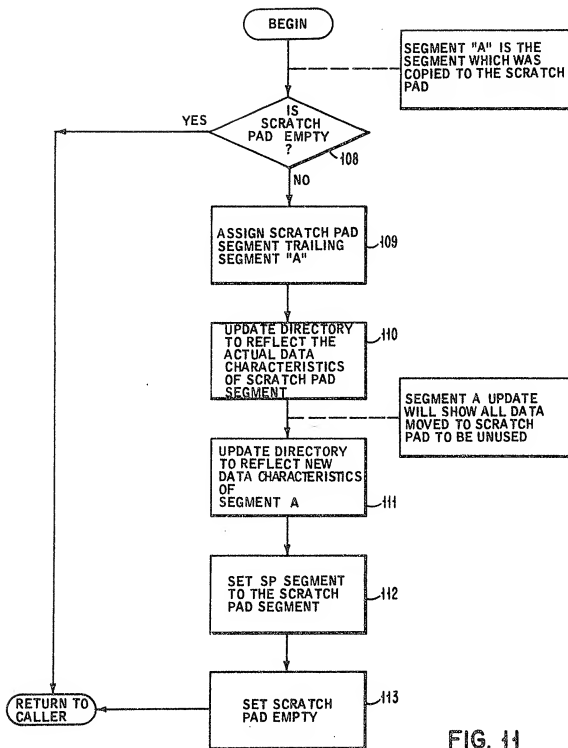 BEGIN
SEGMENT "A" IS THE
SEGMENT WHICH WAS
COPIED TO THE SCRATCH
PAD
IS
SCRATCH
PAD EMPTY
?
YES
108
NO
ASSIGN SCRATCH PAD
SEGMENT TRAILING
SEGMENT "A"
109
UPDATE DIRECTORY
TO REFLECT THE
ACTUAL DATA
CHARACTERISTICS
OF SCRATCH PAD
SEGMENT
110
SEGMENT A UPDATE
WILL SHOW ALL DATA
MOVED TO SCRATCH
PAD TO BE UNUSED
UPDATE DIRECTORY
TO REFLECT NEW
DATA CHARACTERISTICS
OF
SEGMENT A
111
SET SP SEGMENT
TO THE SCRATCH
PAD SEGMENT
112
SET SCRATCH
PAD EMPTY
113
RETURN TO
CALLER
FIG. 11